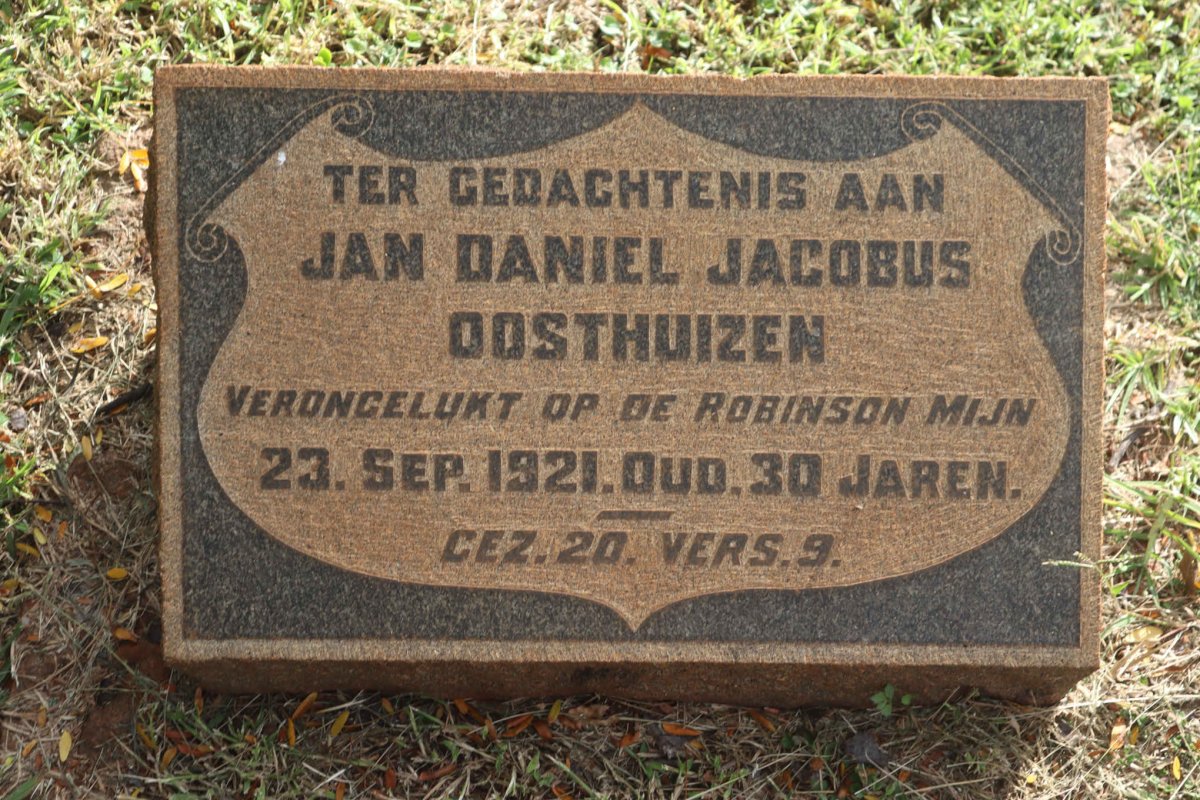 TER GEDACHTENIS AAN
JAN DANIEL JACOBUS
OOSTHUIZEN
VERONGELUKT OP DE ROBINSON MIJN
23. SEP. 1921. OUD. 30 JAREN.
GEZ. 20. VERS. 9.